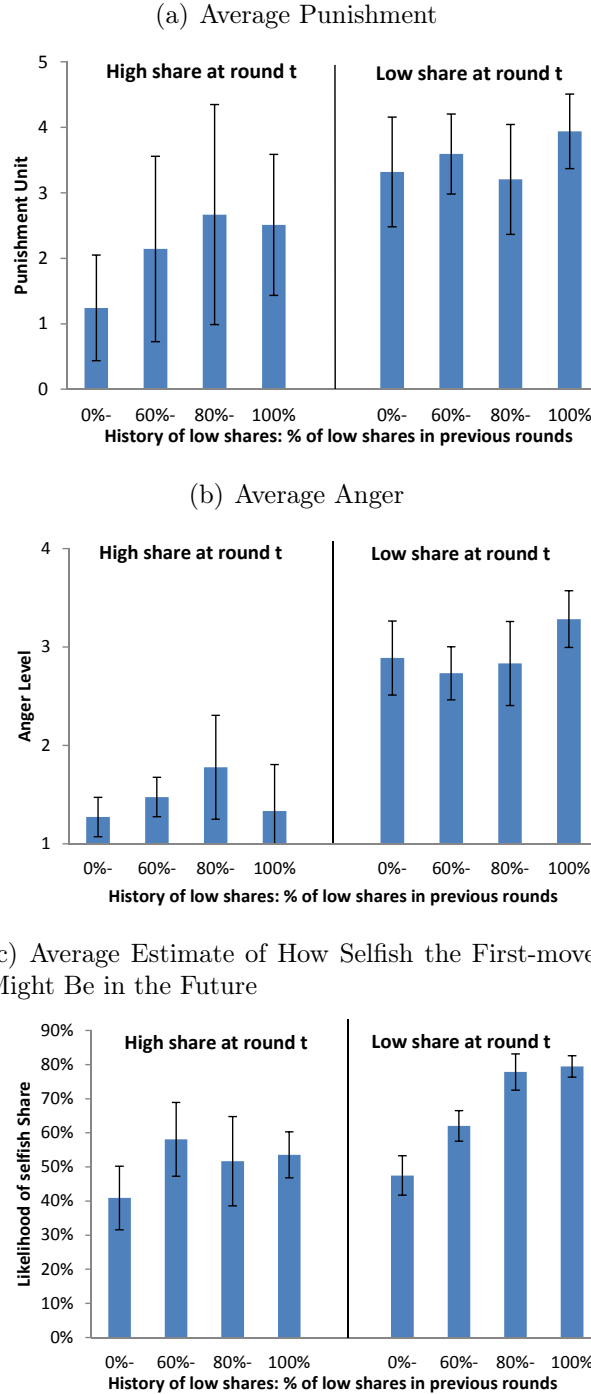 (a) Average Punishment
High share at round t
Low share at round t
Punishment Unit
5
4
3
2
1
0
0%- 60%- 80%- 100% 0%- 60%- 80%- 100%
History of low shares: % of low shares in previous rounds
(b) Average Anger
High share at round t
Low share at round t
Anger Level
4
3
2
1
0%- 60%- 80%- 100% 0%- 60%- 80%- 100%
History of low shares: % of low shares in previous rounds
c) Average Estimate of How Selfish the First-move
Might Be in the Future
High share at round t
Low share at round t
Likelihood of selfish Share
90%
80%
70%
60%
50%
40%
30%
20%
10%
0%
0%- 60%- 80%- 100% 0%- 60%- 80%- 100%
History of low shares: % of low shares in previous rounds